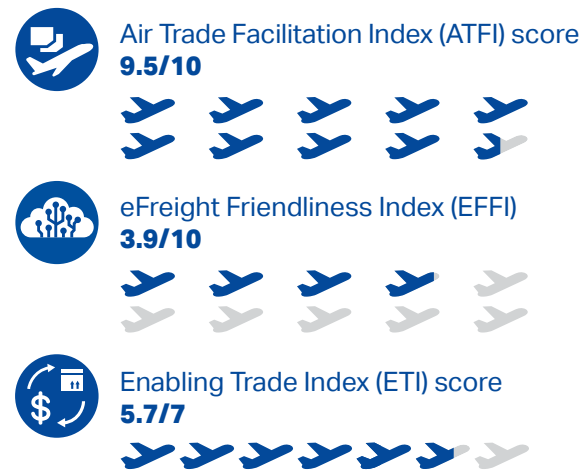 Air Trade Facilitation Index (ATFI) score
9.5/10
eFreight Friendliness Index (EFFI)
3.9/10
$
Enabling Trade Index (ETI) score
5.7/7